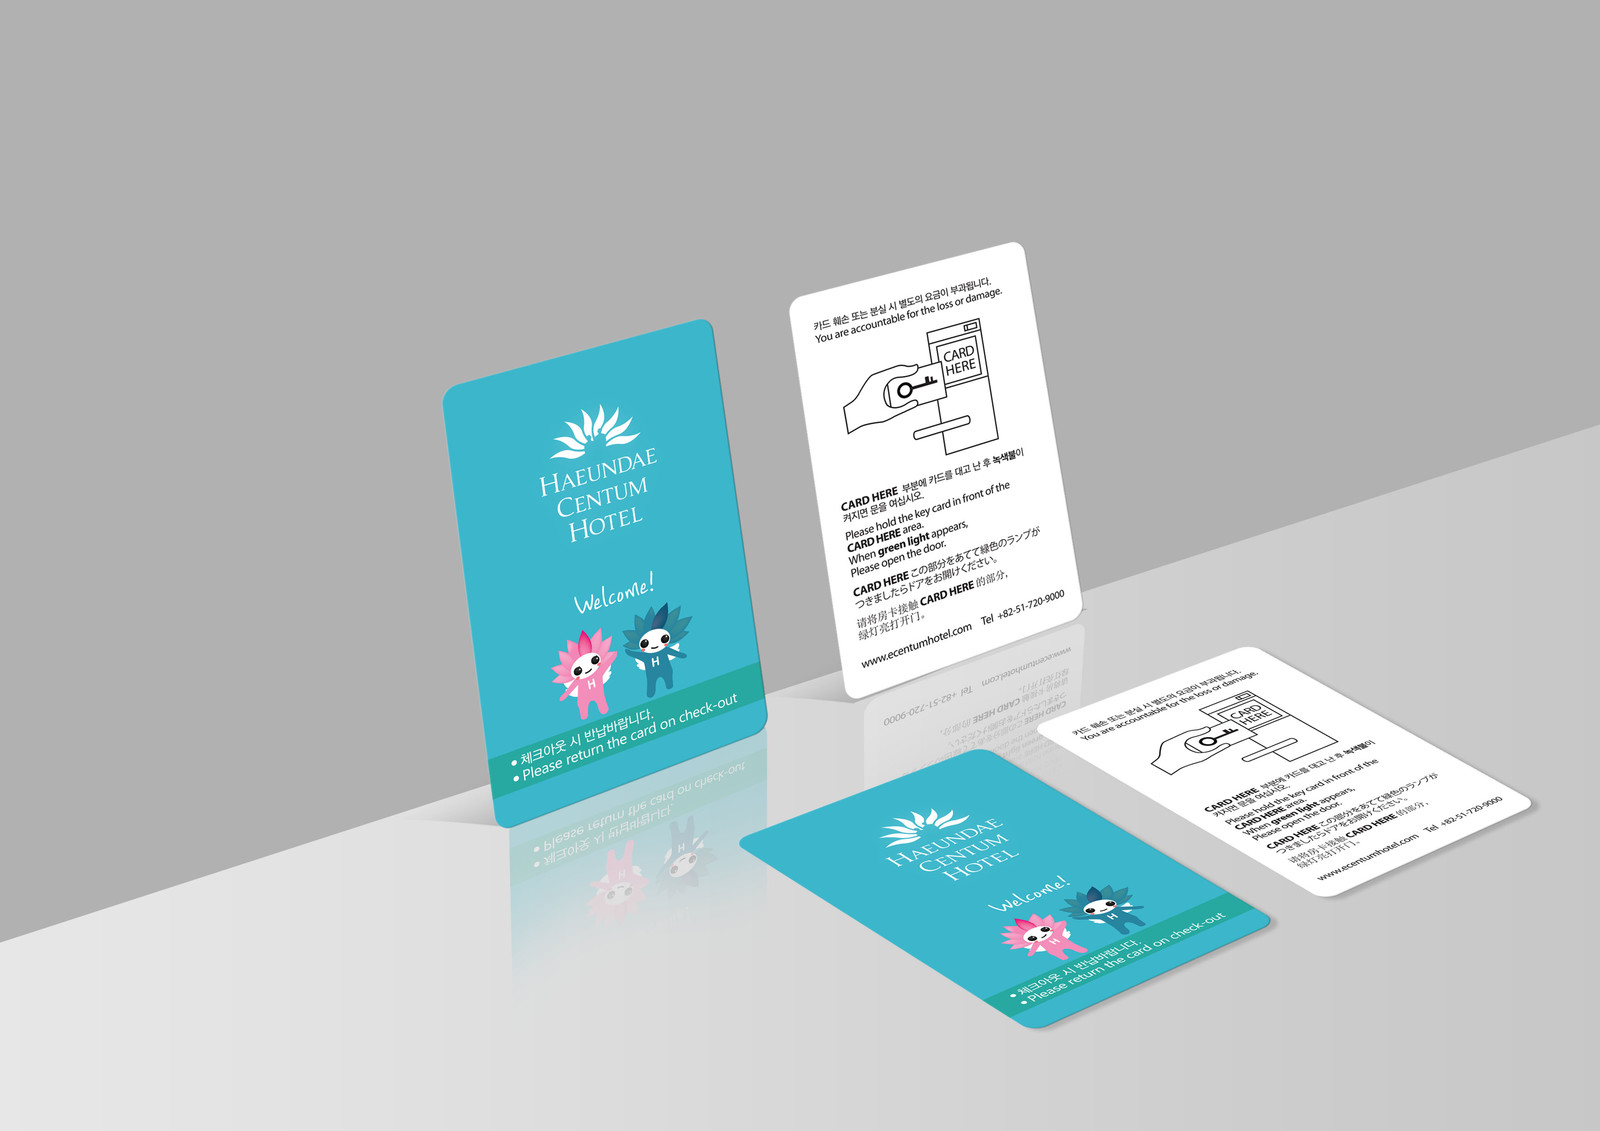 HAEUNDAE
CENTUM
HOTEL
Welcome!
H
H
• 체크아웃 시 반납바랍니다.
• Please return the card on check-out
카드 훼손 또는 분실 시 별도의 요금이 부과됩니다.
You are accountable for the loss or damage.
CARD
HERE
CARD HERE 부분에 카드를 대고 난 후 녹색불이
켜지면 문을 여십시오.
Please hold the key card in front of the
CARD HERE area.
When green light appears,
Please open the door.
CARD HERE この部分をあてて緑色のランプが
つきましたらドアをお開けください。
请将房卡接触 CARD HERE 的部分,
绿灯亮打开门。
www.ecentumhotel.com Tel +82-51-720-9000
HAEUNDAE
CENTUM
HOTEL
Welcome!
H
H
• 체크아웃 시 반납바랍니다.
• Please return the card on check-out
카드 훼손 또는 분실 시 별도의 요금이 부과됩니다.
You are accountable for the loss or damage.
CARD
HERE
CARD HERE 부분에 카드를 대고 난 후 녹색불이
켜지면 문을 여십시오.
Please hold the key card in front of the
CARD HERE area.
When green light appears,
Please open the door.
CARD HERE この部分をあてて緑色のランプが
つきましたらドアをお開けください。
请将房卡接触 CARD HERE 的部分,
绿灯亮打开门。
www.ecentumhotel.com Tel +82-51-720-9000